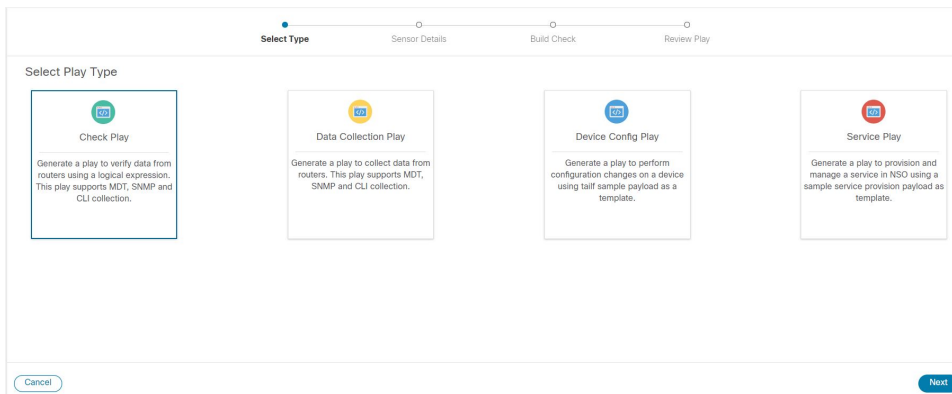 Select Type
Sensor Details
Build Check
Review Play
Select Play Type
</>
Check Play
Generate a play to verify data from
routers using a logical expression.
This play supports MDT, SNMP and
CLI collection.
</>
Data Collection Play
Generate a play to collect data from
routers. This play supports MDT,
SNMP and CLI collection.
</>
Device Config Play
Generate a play to perform
configuration changes on a device
using tailf sample payload as a
template.
</>
Service Play
Generate a play to provision and
manage a service in NSO using a
sample service provision payload as
template.
Cancel
Next